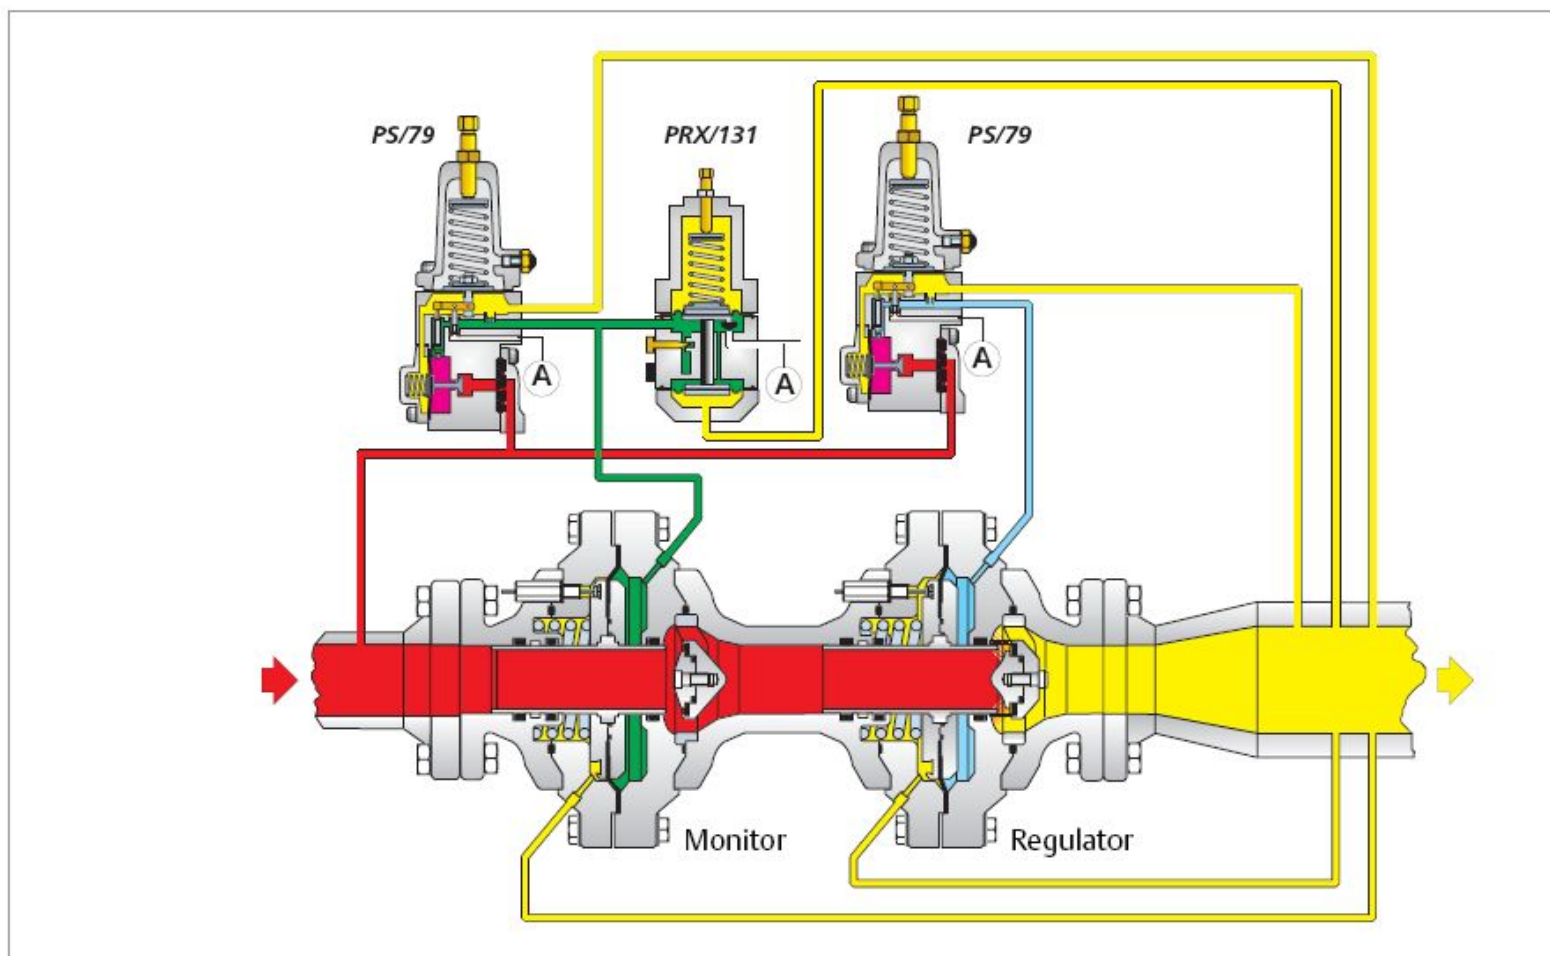 PS/79
PRX/131
PS/79
A
A
A
Monitor
Regulator